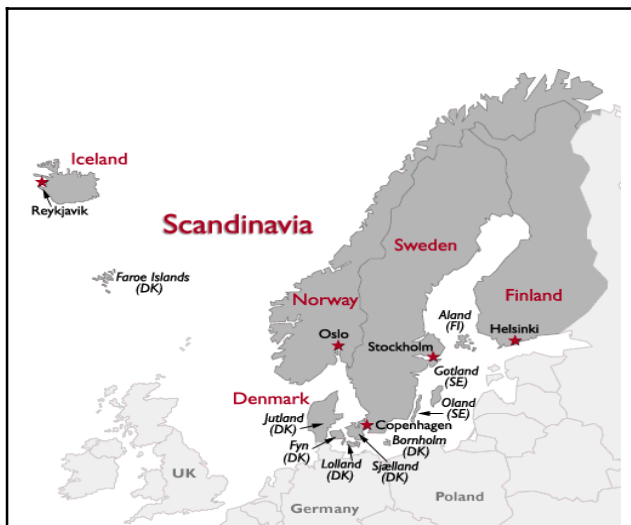 Iceland
Reykjavik
Scandinavia
Sweden
Faroe Islands
(DK)
Norway
Finland
Aland
(FI)
Helsinki
Oslo
Stockholm
Gotland
(SE)
Denmark
Oland
(SE)
Jutland
(DK)
Copenhagen
Fyn
(DK)
Bornholm
(DK)
Lolland
(DK)
Sjælland
(DK)
UK
Poland
Germany